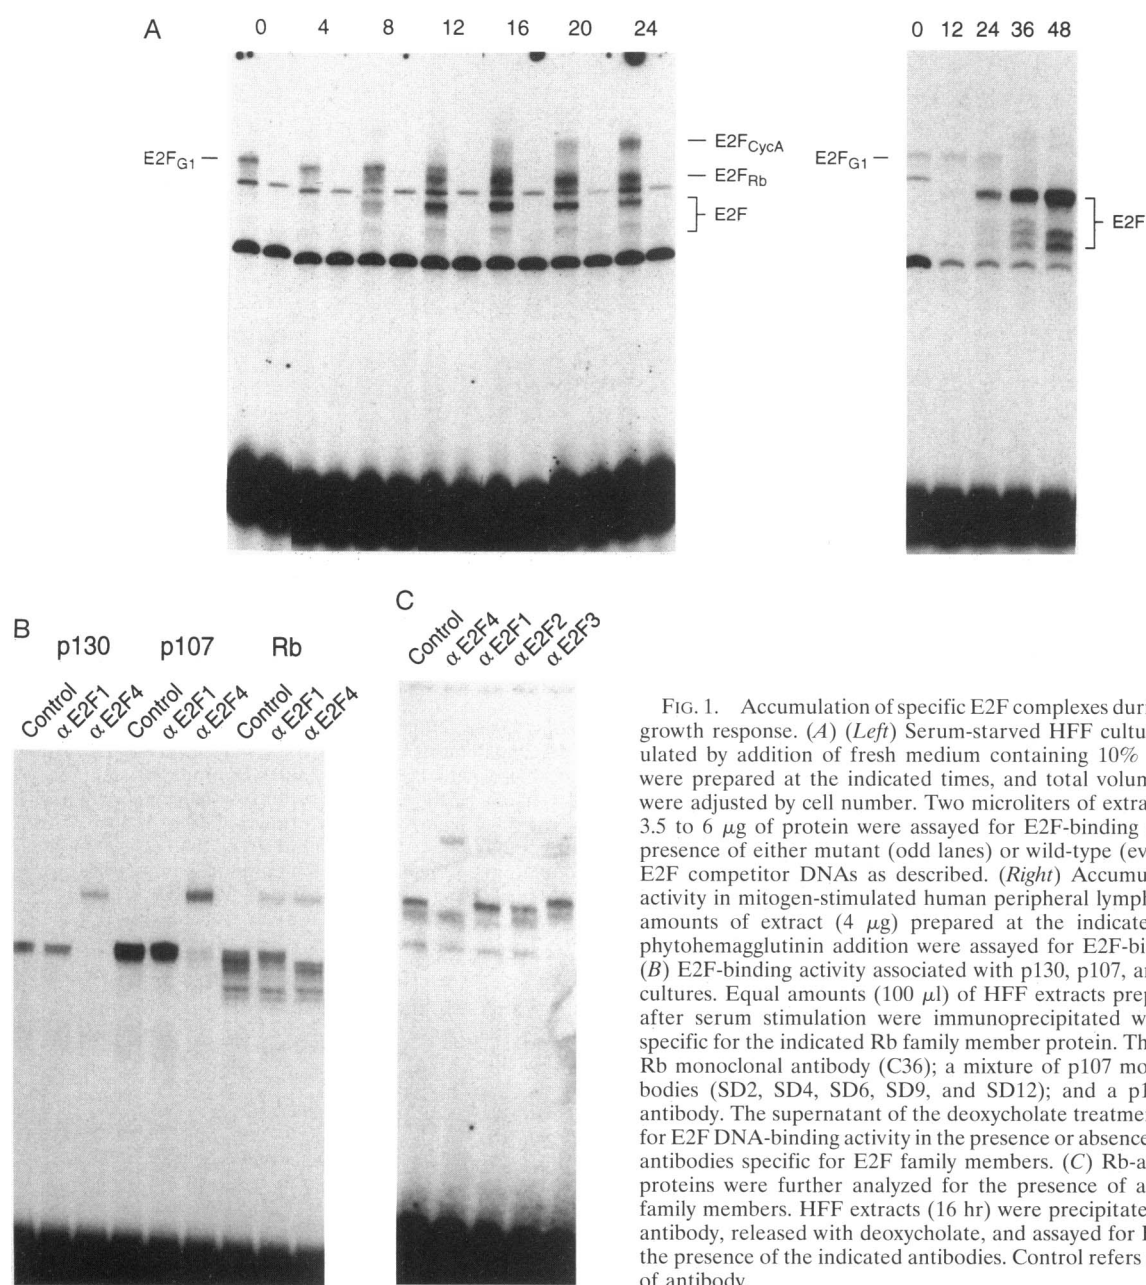 A 0 4 8 12 16 20 24
0 12 24 36 48
E2FG1
E2FCycA
E2FRb
E2F
E2FG1
E2F
B p130 p107 Rb
Control α E2F1 α E2F4 Control α E2F1 α E2F4 Control α E2F1 α E2F4
C
Control α E2F4 α E2F1 α E2F2 α E2F3
FIG. 1. Accumulation of specific E2F complexes duri
growth response. (A) (Left) Serum-starved HFF cultur
ulated by addition of fresh medium containing 10%
were prepared at the indicated times, and total volum
were adjusted by cell number. Two microliters of extra
3.5 to 6 μg of protein were assayed for E2F-binding
presence of either mutant (odd lanes) or wild-type (ev
E2F competitor DNAs as described. (Right) Accumu
activity in mitogen-stimulated human peripheral lymph
amounts of extract (4 μg) prepared at the indicate
phytohemagglutinin addition were assayed for E2F-bi
(B) E2F-binding activity associated with p130, p107, a
cultures. Equal amounts (100 μl) of HFF extracts prep
after serum stimulation were immunoprecipitated w
specific for the indicated Rb family member protein. Th
Rb monoclonal antibody (C36); a mixture of p107 mo
bodies (SD2, SD4, SD6, SD9, and SD12); and a p1
antibody. The supernatant of the deoxycholate treatme
for E2F DNA-binding activity in the presence or absence
antibodies specific for E2F family members. (C) Rb-a
proteins were further analyzed for the presence of a
family members. HFF extracts (16 hr) were precipitate
antibody, released with deoxycholate, and assayed for
the presence of the indicated antibodies. Control refers
of antibody.